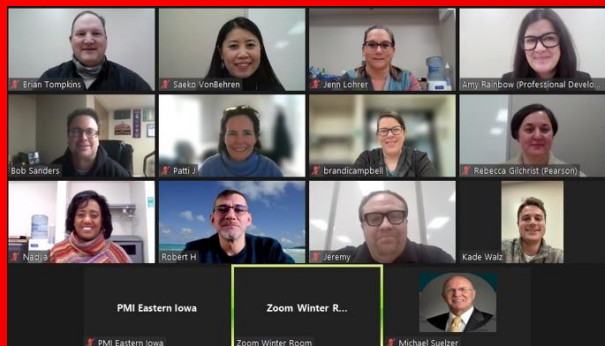 Brian Tompkins
Saeko VonBehren
Jenn Lohrer
Amy Rainbow (Professional Develo...
Bob Sanders
Patti J
brandicampbell
Rebecca Gilchrist (Pearson)
Nadja
Robert H
Jeremy
Kade Walz
PMI Eastern Iowa
PMI Eastern Iowa
Zoom Winter R...
Zoom Winter Room
Michael Suelzer